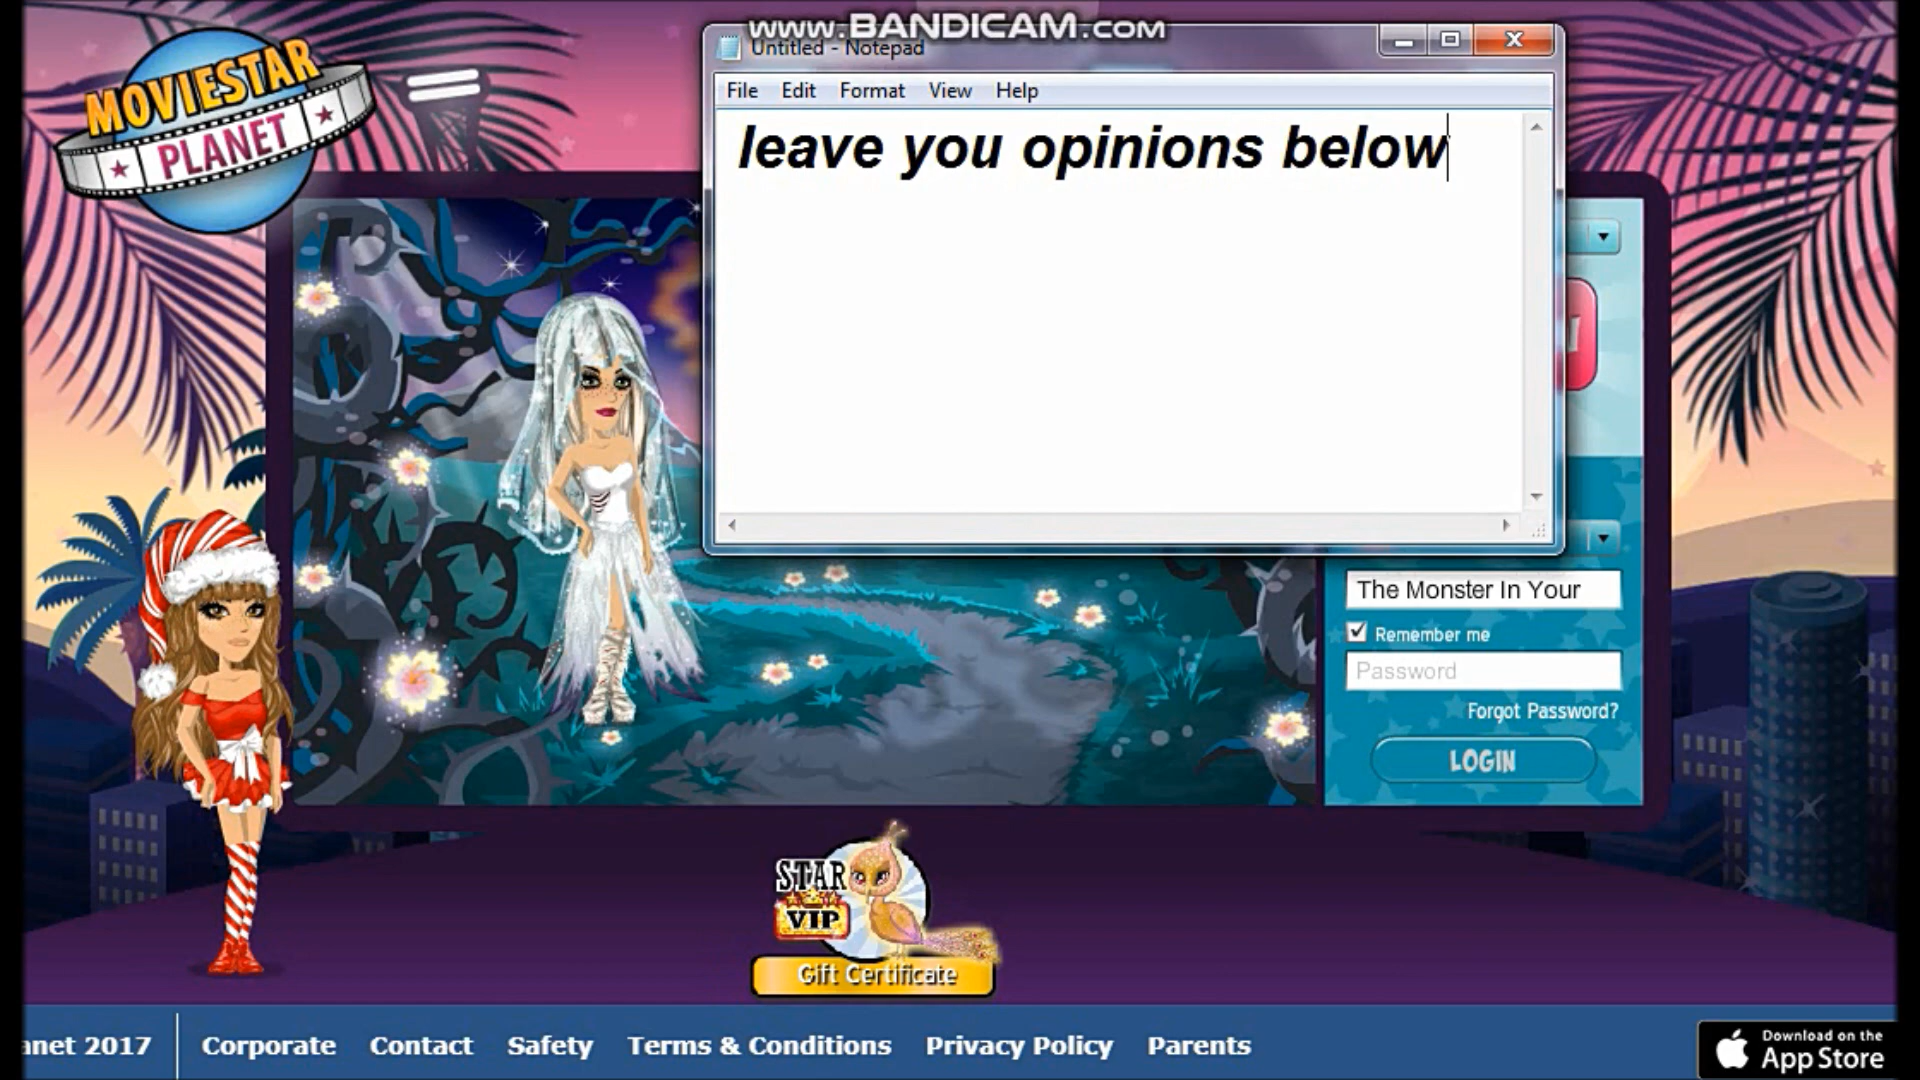 www.BANDICAM.com
Untitled - Notepad
File Edit Format View Help
leave you opinions below
MOVIESTAR
PLANET
The Monster In Your
Remember me
Password
Forgot Password?
LOGIN
STAR
VIP
Gift Certificate
anet 2017
Corporate Contact Safety Terms & Conditions Privacy Policy Parents
Download on the
App Store